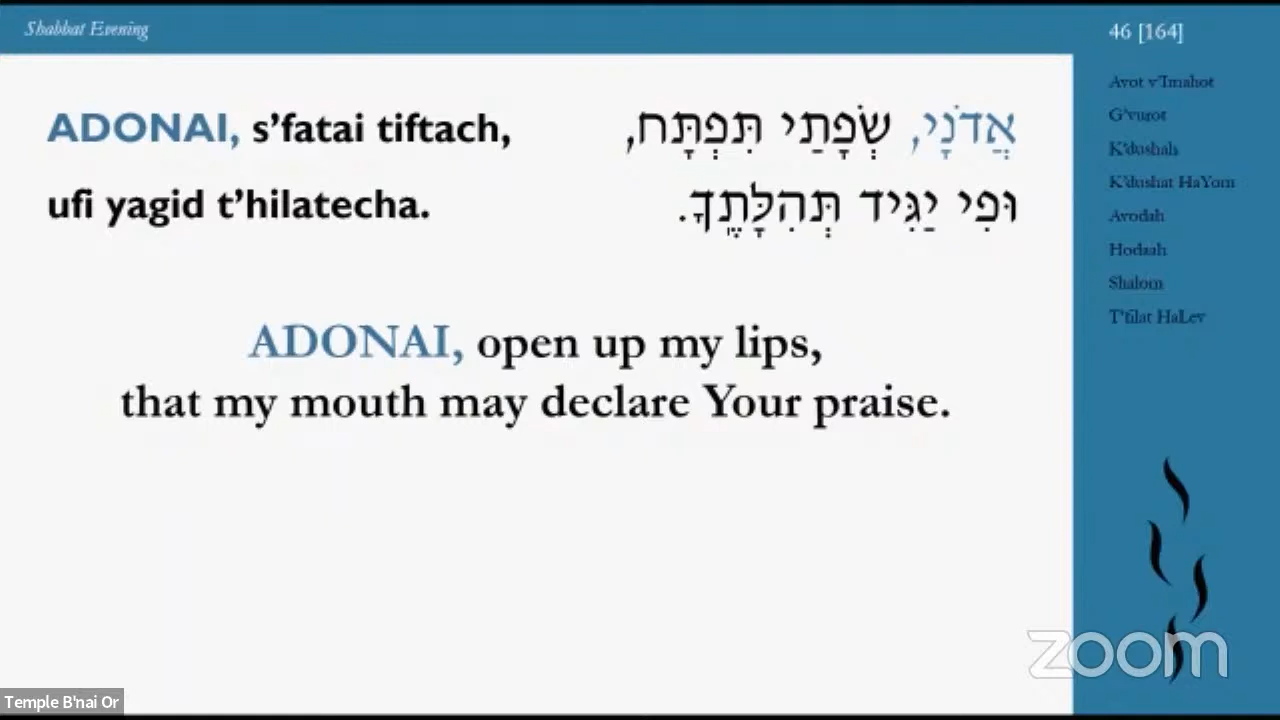 Shabbat Evening
46 [164]
ADONAI, s'fatai tiftach,
אֲדֹנָי, שְׂפָתַי תִּפְתָּח,
ufi yagid t'hilatecha.
וּפִי יַגִּיד תְּהִלָּתֶֽךָ.
ADONAI, open up my lips,
that my mouth may declare Your praise.
Avot v'Imahot
G'vurot
K'dushah
K'dushat HaYom
Avodah
Hodaah
Shalom
T'filat HaLev
zoom
Temple B'nai Or